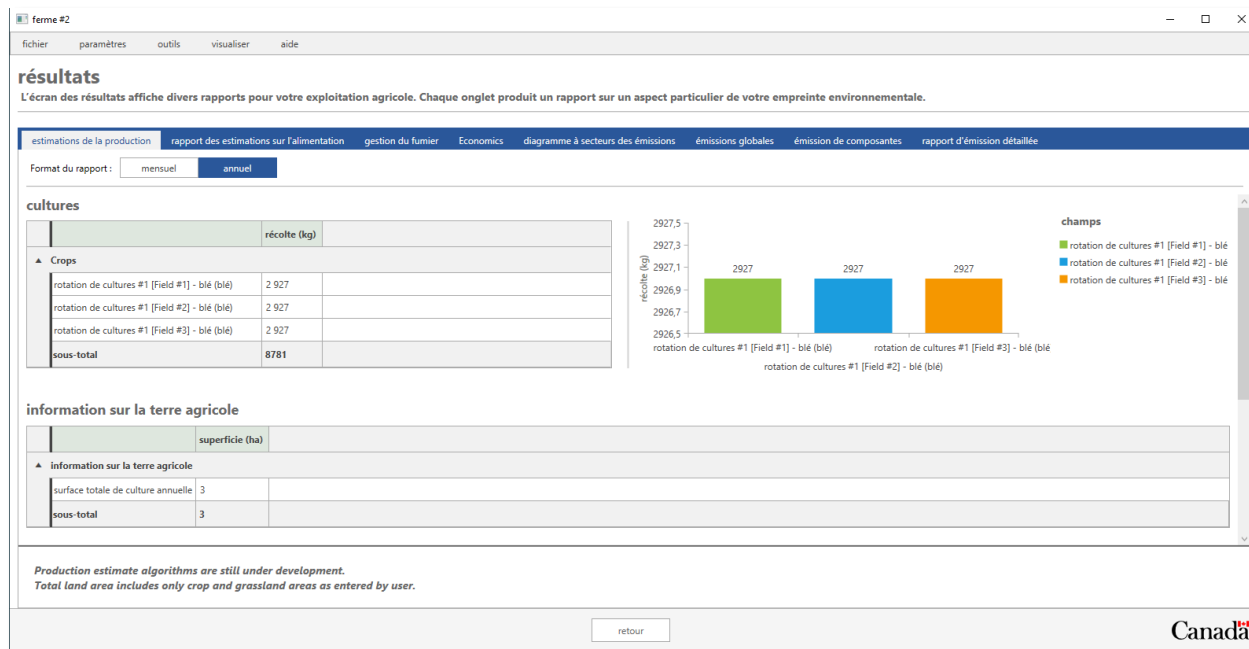 ferme #2
fichier paramètres outils visualiser aide
résultats
L'écran des résultats affiche divers rapports pour votre exploitation agricole. Chaque onglet produit un rapport sur un aspect particulier de votre empreinte environnementale.
estimations de la production rapport des estimations sur l'alimentation gestion du fumier Economics diagramme à secteurs des émissions émissions globales émission de composantes rapport d'émission détaillée
Format du rapport : mensuel annuel
cultures
récolte (kg)
Crops
rotation de cultures #1 [Field #1] - blé (blé) 2 927
rotation de cultures #1 [Field #2] - blé (blé) 2 927
rotation de cultures #1 [Field #3] - blé (blé) 2 927
sous-total 8781
récolte (kg)
2927,5
2927,3
2927,1
2926,9
2926,7
2926,5
2927 2927 2927
rotation de cultures #1 [Field #1] - blé (blé) rotation de cultures #1 [Field #3] - blé (blé
rotation de cultures #1 [Field #2] - blé (blé)
champs
rotation de cultures #1 [Field #1] - blé
rotation de cultures #1 [Field #2] - blé
rotation de cultures #1 [Field #3] - blé
information sur la terre agricole
superficie (ha)
information sur la terre agricole
surface totale de culture annuelle 3
sous-total 3
Production estimate algorithms are still under development.
Total land area includes only crop and grassland areas as entered by user.
retour
Canada